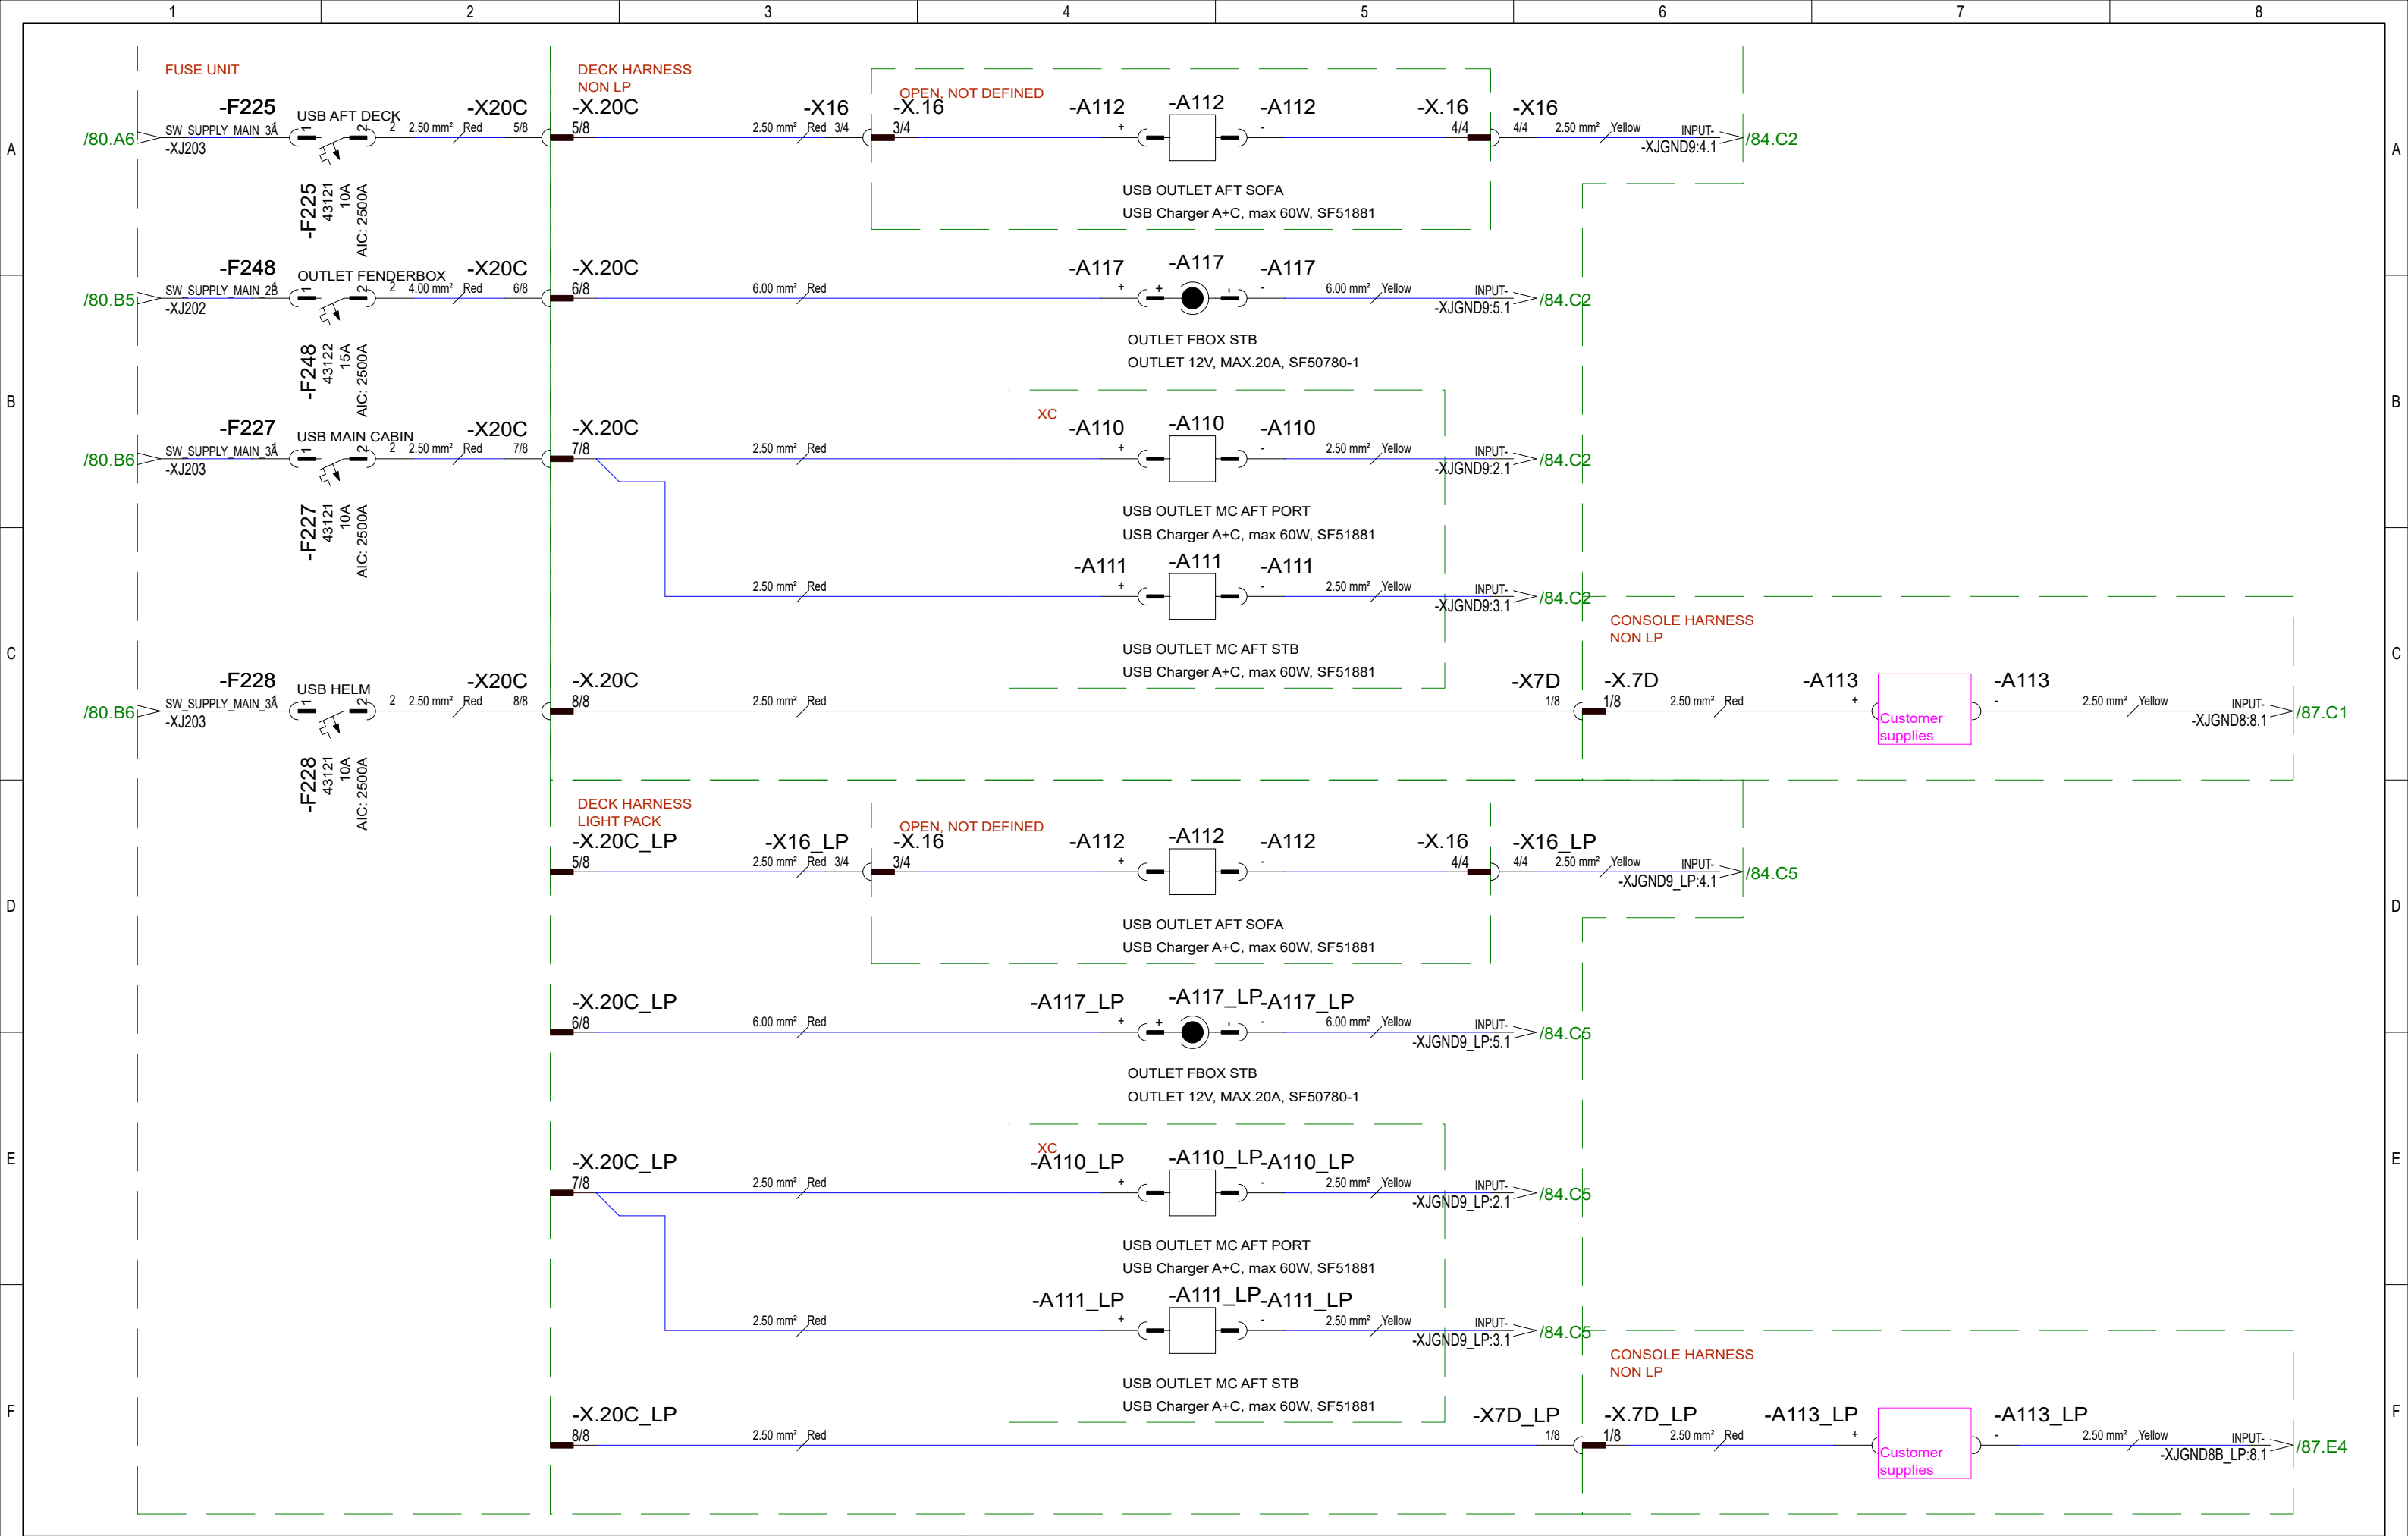 1 2 3 4 5 6 7 8
A A
FUSE UNIT
DECK HARNESS
NON LP
OPEN, NOT DEFINED
-F225 USB AFT DECK -X20C -X.20C -X16 -X.16 -A112 -A112 -A112 -X.16 -X16
/80.A6 SW_SUPPLY_MAIN_3A 1 1 2 2 2.50 mm² Red 5/8 5/8 2.50 mm² Red 3/4 3/4 + - 4/4 4/4 2.50 mm² Yellow INPUT- /84.C2
-XJ203 -XJGND9:4.1
-F225
43121
10A
AIC: 2500A
USB OUTLET AFT SOFA
USB Charger A+C, max 60W, SF51881
-F248 OUTLET FENDERBOX -X20C -X.20C -A117 -A117 -A117
/80.B5 SW_SUPPLY_MAIN_2B 1 1 2 2 4.00 mm² Red 6/8 6/8 6.00 mm² Red + + - - 6.00 mm² Yellow INPUT- /84.C2
-XJ202 -XJGND9:5.1
-F248
43122
15A
AIC: 2500A
OUTLET FBOX STB
OUTLET 12V, MAX.20A, SF50780-1
B B
XC
-F227 USB MAIN CABIN -X20C -X.20C -A110 -A110 -A110
/80.B6 SW_SUPPLY_MAIN_3A 1 1 2 2 2.50 mm² Red 7/8 7/8 2.50 mm² Red + - 2.50 mm² Yellow INPUT- /84.C2
-XJ203 -XJGND9:2.1
-F227
43121
10A
AIC: 2500A
USB OUTLET MC AFT PORT
USB Charger A+C, max 60W, SF51881
-A111 -A111 -A111
2.50 mm² Red + - 2.50 mm² Yellow INPUT- /84.C2
-XJGND9:3.1
CONSOLE HARNESS
NON LP
C C
USB OUTLET MC AFT STB
USB Charger A+C, max 60W, SF51881
-F228 USB HELM -X20C -X.20C -X7D -X.7D -A113 -A113
/80.B6 SW_SUPPLY_MAIN_3A 1 1 2 2 2.50 mm² Red 8/8 8/8 2.50 mm² Red 1/8 1/8 2.50 mm² Red + - 2.50 mm² Yellow INPUT- /87.C1
-XJ203 -XJGND8:8.1
Customer
supplies
-F228
43121
10A
AIC: 2500A
DECK HARNESS
LIGHT PACK
OPEN, NOT DEFINED
-X.20C_LP -X16_LP -X.16 -A112 -A112 -A112 -X.16 -X16_LP
5/8 2.50 mm² Red 3/4 3/4 + - 4/4 4/4 2.50 mm² Yellow INPUT- /84.C5
-XJGND9_LP:4.1
D D
USB OUTLET AFT SOFA
USB Charger A+C, max 60W, SF51881
-X.20C_LP -A117_LP -A117_LP -A117_LP
6/8 6.00 mm² Red + + - - 6.00 mm² Yellow INPUT- /84.C5
-XJGND9_LP:5.1
OUTLET FBOX STB
OUTLET 12V, MAX.20A, SF50780-1
XC
E E
-X.20C_LP -A110_LP -A110_LP -A110_LP
7/8 2.50 mm² Red + - 2.50 mm² Yellow INPUT- /84.C5
-XJGND9_LP:2.1
USB OUTLET MC AFT PORT
USB Charger A+C, max 60W, SF51881
-A111_LP -A111_LP -A111_LP
2.50 mm² Red + - 2.50 mm² Yellow INPUT- /84.C5
-XJGND9_LP:3.1
CONSOLE HARNESS
NON LP
USB OUTLET MC AFT STB
USB Charger A+C, max 60W, SF51881
F F
-X.20C_LP -X7D_LP -X.7D_LP -A113_LP -A113_LP
8/8 2.50 mm² Red 1/8 1/8 2.50 mm² Red + - 2.50 mm² Yellow INPUT- /87.E4
-XJGND8B_LP:8.1
Customer
supplies